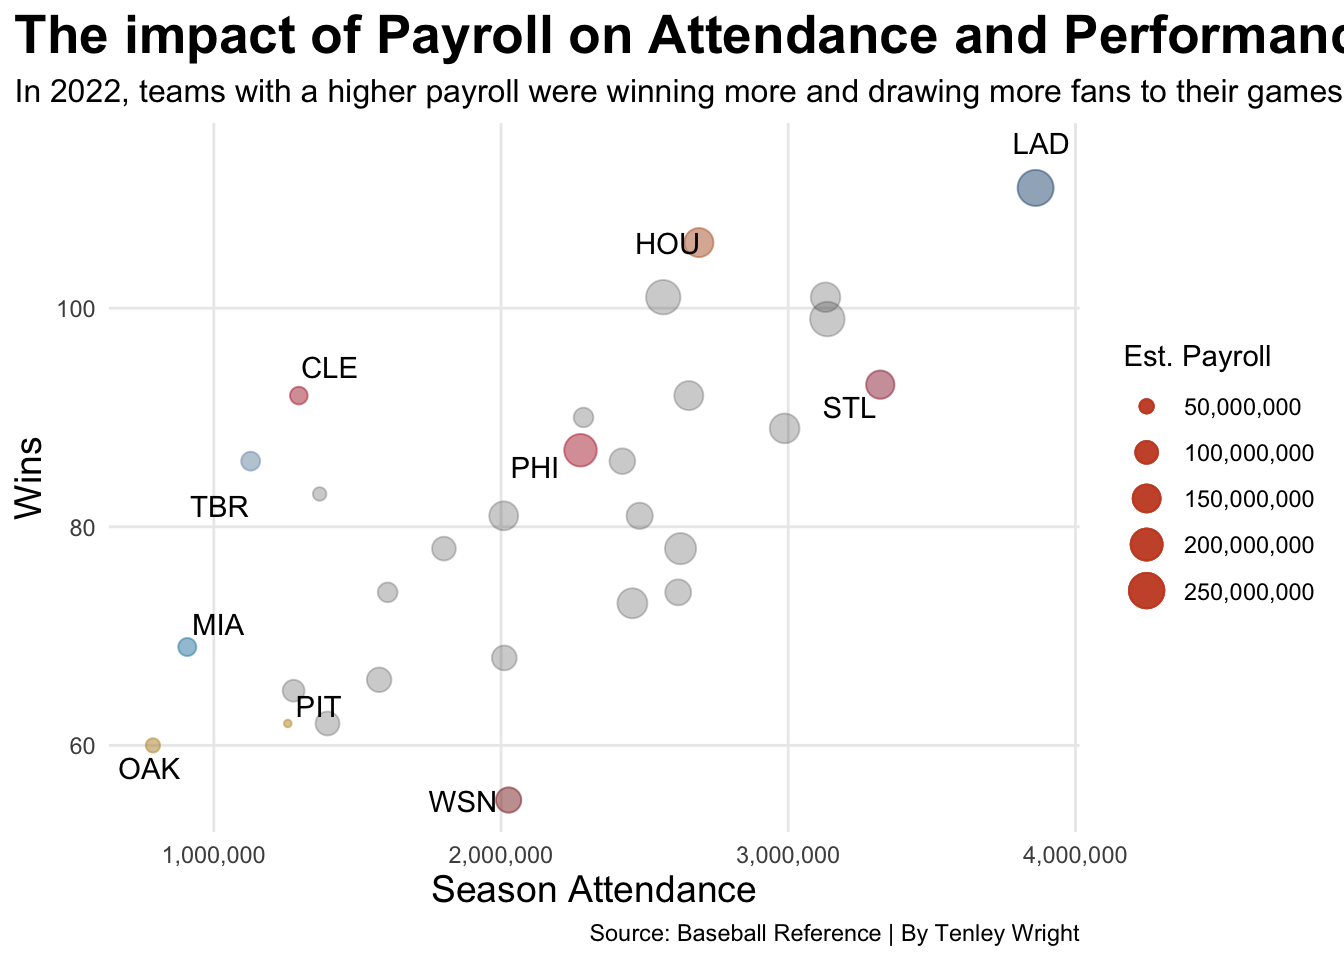 The impact of Payroll on Attendance and Performanc
In 2022, teams with a higher payroll were winning more and drawing more fans to their games
LAD
HOU
100
CLE
STL
PHI
TBR
Wins
80
MIA
PIT
60
OAK
WSN
1,000,000
2,000,000
3,000,000
4,000,000
Season Attendance
Est. Payroll
50,000,000
100,000,000
150,000,000
200,000,000
250,000,000
Source: Baseball Reference | By Tenley Wright